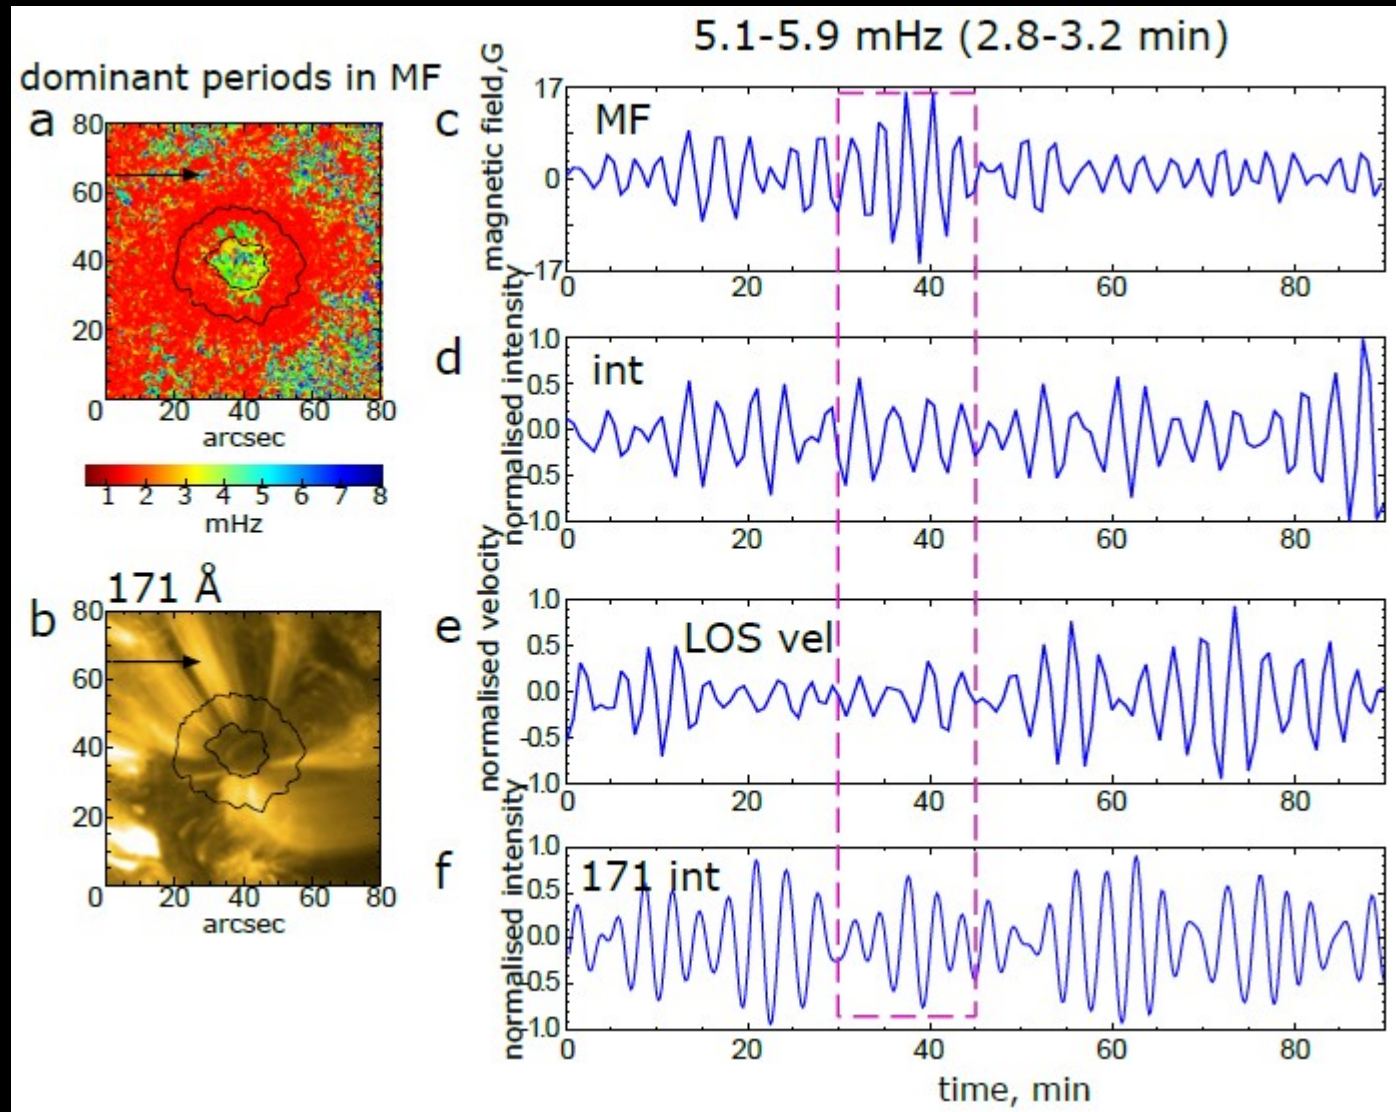 5.1-5.9 mHz (2.8-3.2 min)
dominant periods in MF
a
80
60
40
20
0
0 20 40 60 80
arcsec
1 2 3 4 5 6 7 8
mHz
171 Å
b
80
60
40
20
0
20 40 60 80
arcsec
c
magnetic field,G
17
0
-17
MF
0 20 40 60 80
d
normalised intensity
1.0
0.5
0.0
-0.5
-1.0
int
0 20 40 60 80
e
normalised velocity
1.0
0.5
0.0
-0.5
-1.0
LOS vel
0 20 40 60 80
f
normalised intensity
1.0
0.5
0.0
-0.5
-1.0
171 int
0 20 40 60 80
time, min